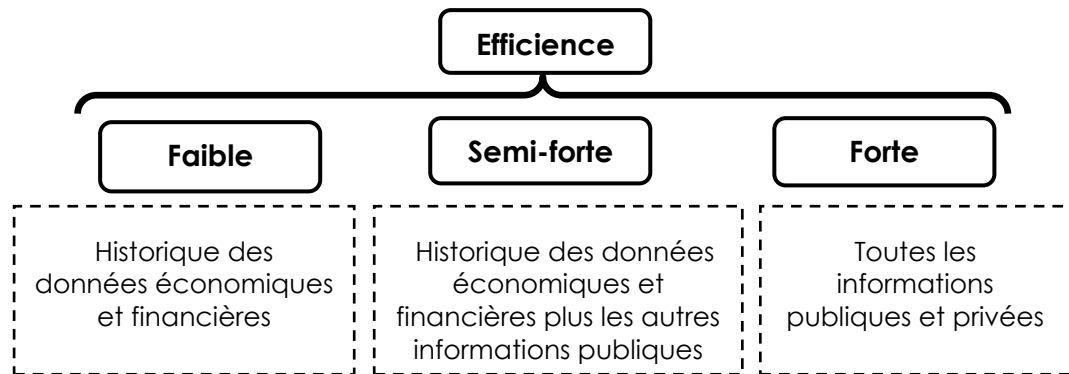 Efficience
Faible
Semi-forte
Forte
Historique des
données économiques
et financières
Historique des données
économiques et
financières plus les autres
informations publiques
Toutes les
informations
publiques et privées